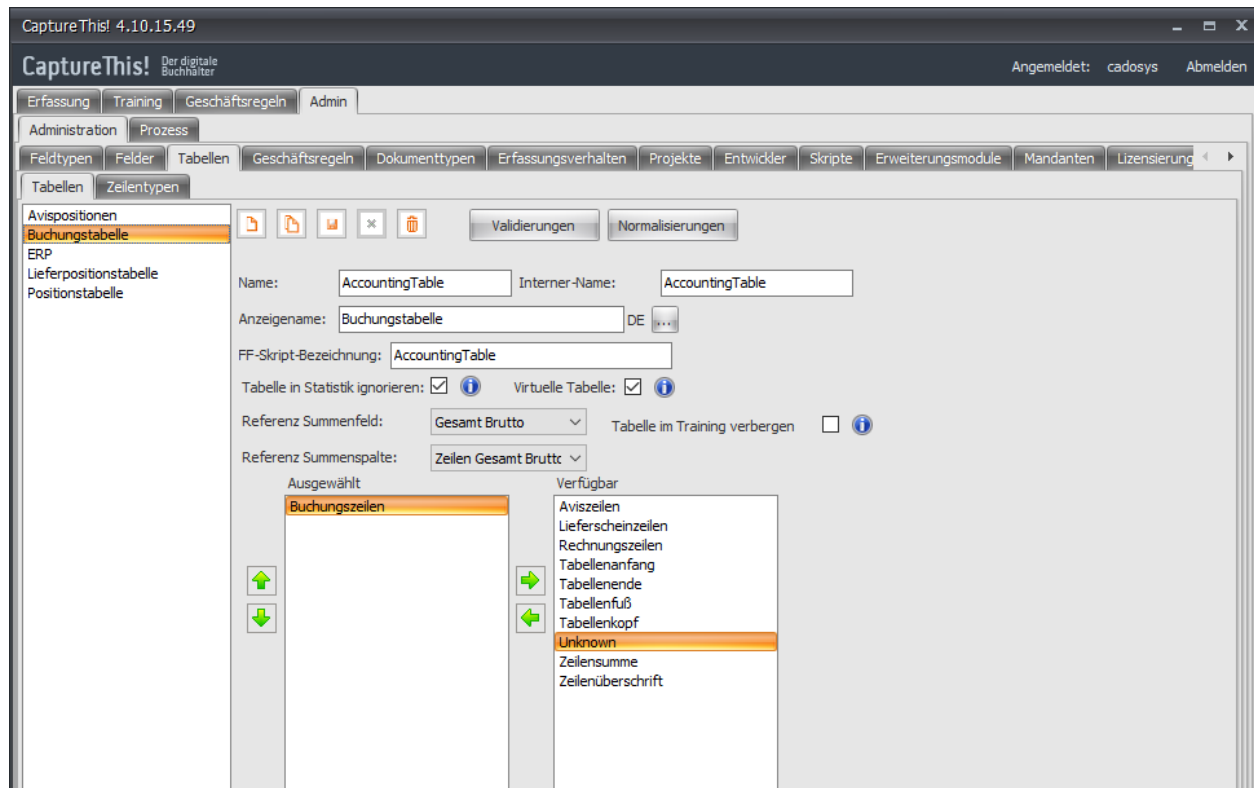 CaptureThis! 4.10.15.49
CaptureThis! Der digitale Buchhalter Angemeldet: cadosys Abmelden
Erfassung Training Geschäftsregeln Admin
Administration Prozess
Feldtypen Felder Tabellen Geschäftsregeln Dokumenttypen Erfassungsverhalten Projekte Entwickler Skripte Erweiterungsmodule Mandanten Lizensierung
Tabellen Zeilentypen
Avispositionen
Buchungstabelle
ERP
Lieferpositionstabelle
Positionstabelle
Validierungen Normalisierungen
Name: AccountingTable Interner-Name: AccountingTable
Anzeigename: Buchungstabelle DE ...
FF-Skript-Bezeichnung: AccountingTable
Tabelle in Statistik ignorieren: Virtuelle Tabelle:
Referenz Summenfeld: Gesamt Brutto Tabelle im Training verbergen
Referenz Summenspalte: Zeilen Gesamt Brutto
Ausgewählt Verfügbar
Buchungszeilen
Aviszeilen
Lieferscheinzeilen
Rechnungszeilen
Tabellenanfang
Tabellenende
Tabellenfuß
Tabellenkopf
Unknown
Zeilensumme
Zeilenüberschrift